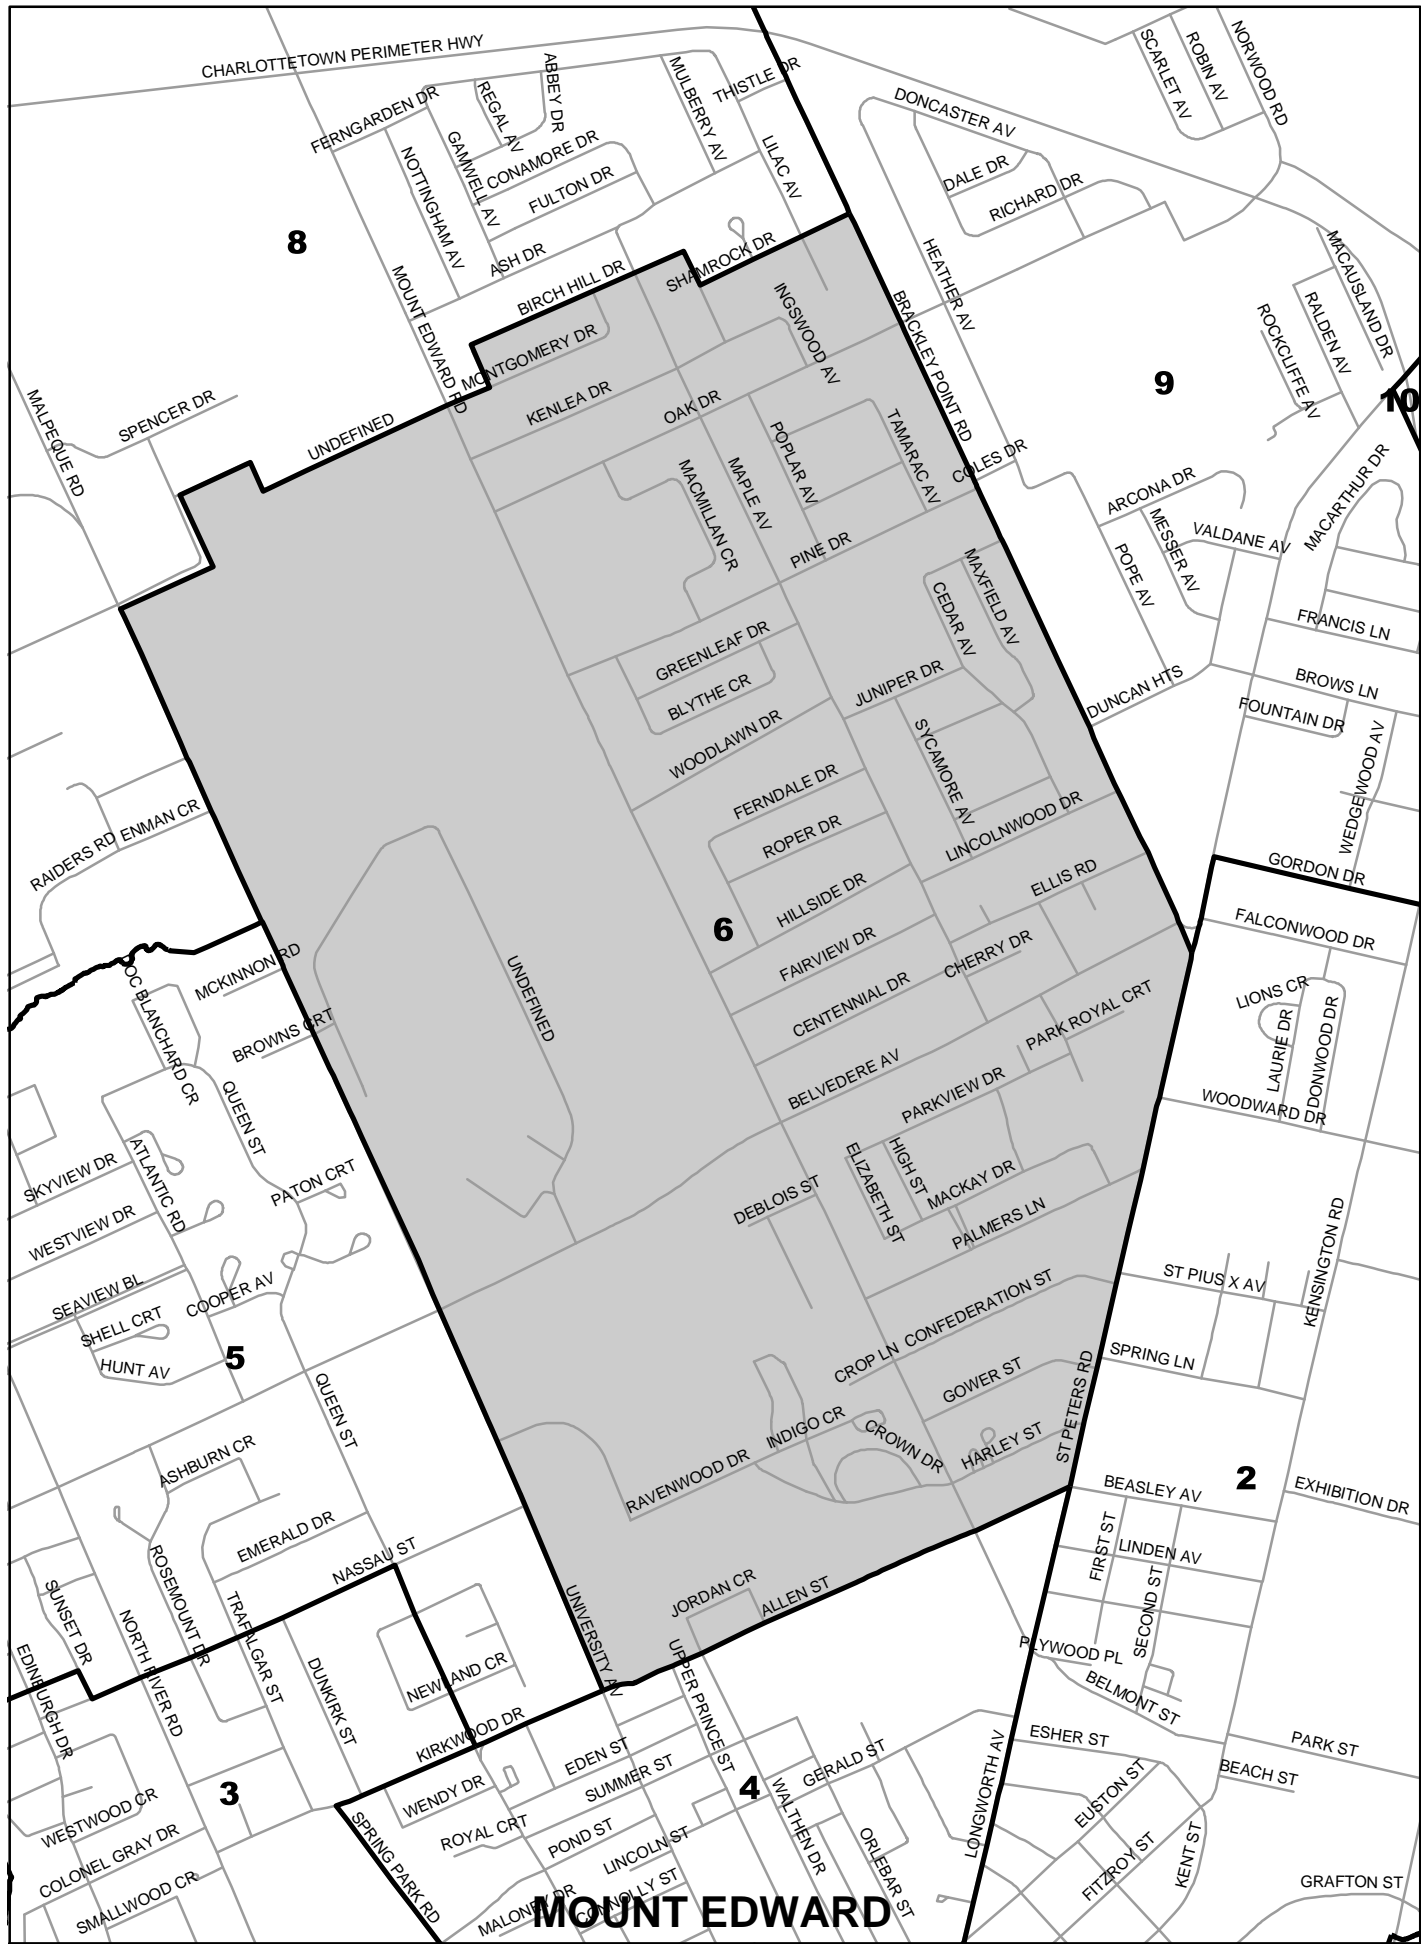 CHARLOTTETOWN PERIMETER HWY
FERNGARDEN DR
REGAL AV
ABBEY DR
MULBERRY AV
THISTLE DR
SCARLET AV
ROBIN AV
NORWOOD RD
DONCASTER AV
NOTTINGHAM AV
GAMWELL AV
CONAMORE DR
FULTON DR
LILAC AV
DALE DR
RICHARD DR
8
ASH DR
BIRCH HILL DR
SHAMROCK DR
MOUNT EDWARD RD
MONTGOMERY DR
INGSWOOD AV
BRACKLEY POINT RD
HEATHER AV
MACAUSLAND DR
RALDEN AV
ROCKCLIFFE AV
9
10
MALPEQUE RD
SPENCER DR
UNDEFINED
KENLEA DR
OAK DR
MACMILLAN CR
MAPLE AV
POPLAR AV
TAMARAC AV
COLES DR
PINE DR
ARCONA DR
MESSER AV
VALDANE AV
MACARTHUR DR
POPE AV
FRANCIS LN
CEDAR AV
MAXFIELD AV
GREENLEAF DR
BLYTHE CR
JUNIPER DR
DUNCAN HTS
BROWS LN
FOUNTAIN DR
WEDGEWOOD AV
WOODLAWN DR
SYCAMORE AV
FERNDALE DR
ROPER DR
LINCOLNWOOD DR
RAIDERS RD
ENMAN CR
HILLSIDE DR
ELLIS RD
GORDON DR
6
FAIRVIEW DR
CHERRY DR
FALCONWOOD DR
MCKINNON RD
UNDEFINED
CENTENNIAL DR
LIONS CR
LAURIE DR
DONWOOD DR
OC BLANCHARD CR
BROWNS CRT
BELVEDERE AV
PARK ROYAL CRT
PARKVIEW DR
WOODWARD DR
QUEEN ST
ATLANTIC RD
SKYVIEW DR
PATON CRT
WESTVIEW DR
DEBLOIS ST
ELIZABETH ST
HIGH ST
MACKAY DR
PALMERS LN
KENSINGTON RD
SEAVIEW BL
COOPER AV
SHELL CRT
HUNT AV
5
ST PIUS X AV
CROP LN
CONFEDERATION ST
SPRING LN
QUEEN ST
GOWER ST
ST PETERS RD
ASHBURN CR
RAVENWOOD DR
INDIGO CR
CROWN DR
HARLEY ST
BEASLEY AV
2
EXHIBITION DR
EMERALD DR
NASSAU ST
ROSEMOUNT DR
FIRST ST
LINDEN AV
SECOND ST
SUNSET DR
TRAFALGAR ST
JORDAN CR
ALLEN ST
UNIVERSITY AV
EDINBURGH DR
NORTH RIVER RD
DUNKIRK ST
NEWLAND CR
UPPER PRINCE ST
PLYWOOD PL
BELMONT ST
KIRKWOOD DR
EDEN ST
SUMMER ST
GERALD ST
LONGWORTH AV
ESHER ST
PARK ST
BEACH ST
3
WESTWOOD CR
WENDY DR
4
WALTHEN DR
EUSTON ST
COLONEL GRAY DR
SPRING PARK RD
ROYAL CRT
POND ST
LINCOLN ST
ORLEBAR ST
FITZROY ST
KENT ST
SMALLWOOD CR
MALONEY DR
CONNOLLY ST
GRAFTON ST
MOUNT EDWARD